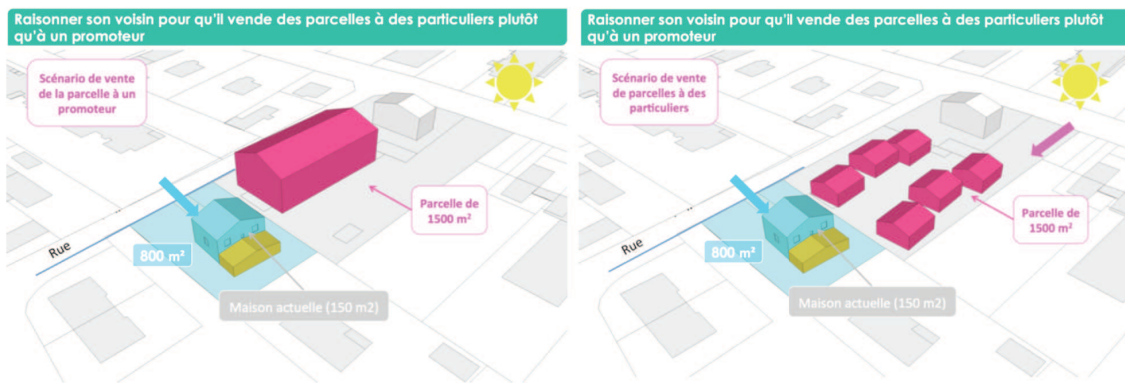 Raisonner son voisin pour qu'il vende des parcelles à des particuliers plutôt
qu'à un promoteur
Scénario de vente
de la parcelle à un
promoteur
Parcelle de
1500 m²
Rue
800 m²
Maison actuelle (150 m2)
Raisonner son voisin pour qu'il vende des parcelles à des particuliers plutôt
qu'à un promoteur
Scénario de vente
de parcelles à des
particuliers
Parcelle de
1500 m²
Rue
800 m²
Maison actuelle (150 m2)